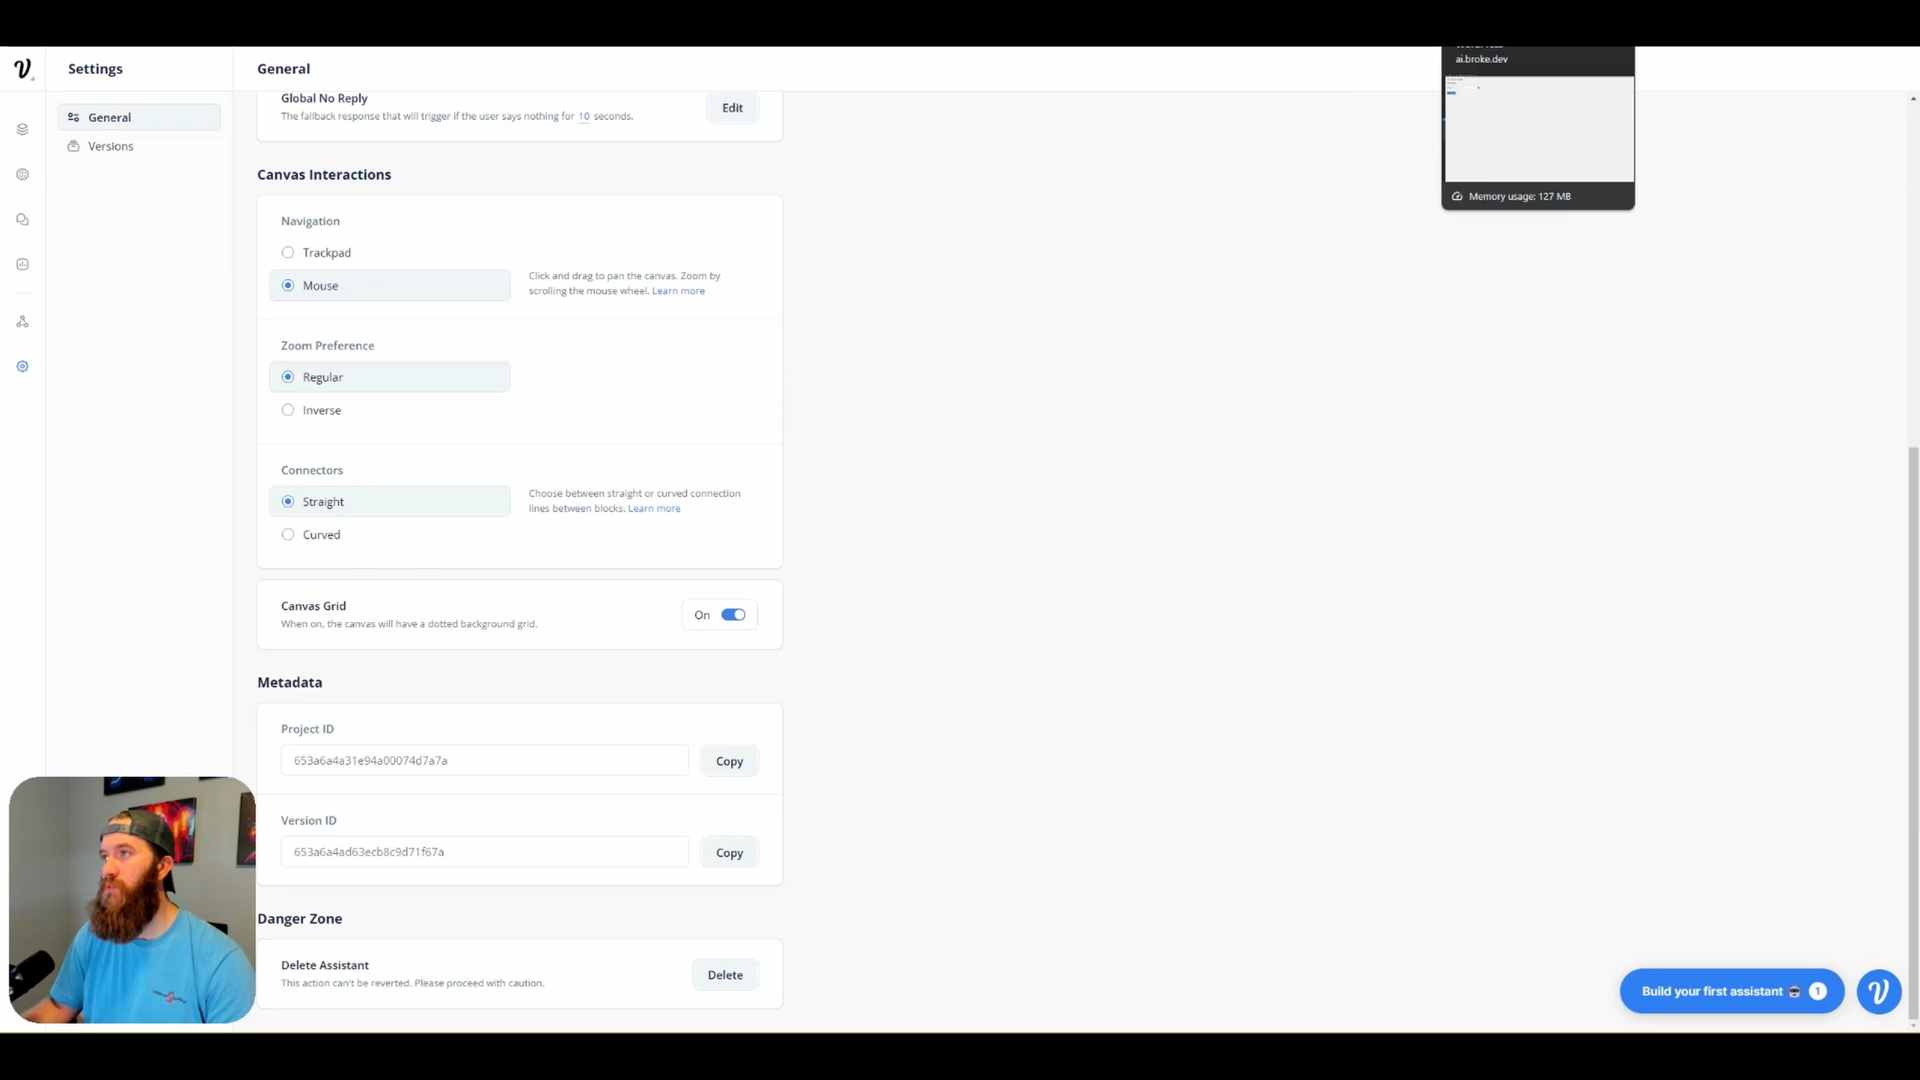 Settings
General
ai.broke.dev
General
Versions
Global No Reply
The fallback response that will trigger if the user says nothing for 10 seconds.
Edit
Memory usage: 127 MB
Canvas Interactions
Navigation
Trackpad
Mouse
Click and drag to pan the canvas. Zoom by
scrolling the mouse wheel. Learn more
Zoom Preference
Regular
Inverse
Connectors
Straight
Choose between straight or curved connection
lines between blocks. Learn more
Curved
Canvas Grid
When on, the canvas will have a dotted background grid.
On
Metadata
Project ID
653a6a4a31e94a00074d7a7a
Copy
Version ID
653a6a4ad63ecb8c9d71f67a
Copy
Danger Zone
Delete Assistant
This action can't be reverted. Please proceed with caution.
Delete
Build your first assistant
1